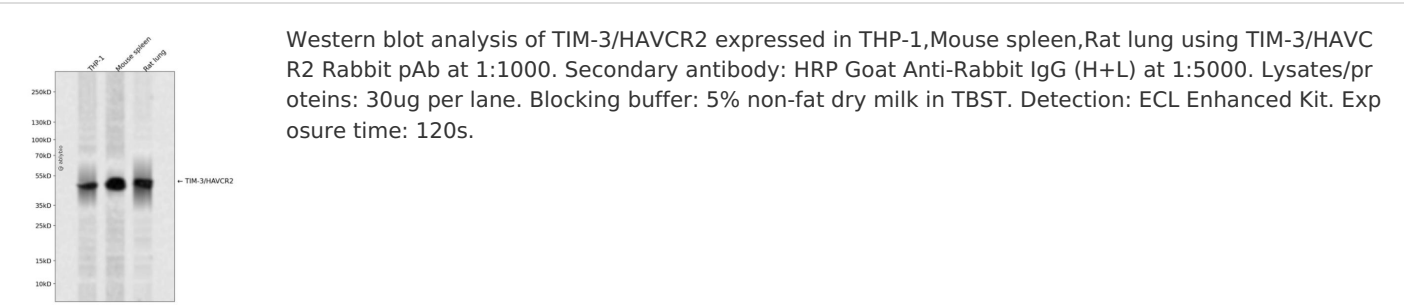 THP-1
Mouse spleen
Rat lung
250kD
130kD
100kD
70kD
55kD
35kD
25kD
15kD
10kD
@ ablybio
← TIM-3/HAVCR2
Western blot analysis of TIM-3/HAVCR2 expressed in THP-1,Mouse spleen,Rat lung using TIM-3/HAVC
R2 Rabbit pAb at 1:1000. Secondary antibody: HRP Goat Anti-Rabbit IgG (H+L) at 1:5000. Lysates/pr
oteins: 30ug per lane. Blocking buffer: 5% non-fat dry milk in TBST. Detection: ECL Enhanced Kit. Exp
osure time: 120s.